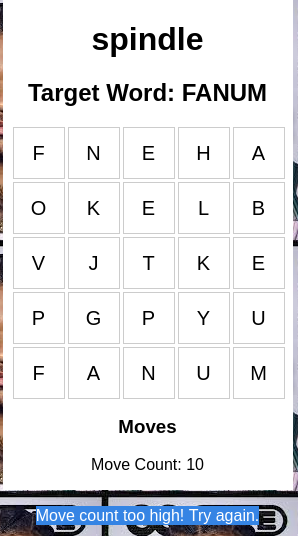 spindle
Target Word: FANUM
F N E H A
O K E L B
V J T K E
P G P Y U
F A N U M
Moves
Move Count: 10
Move count too high! Try again.